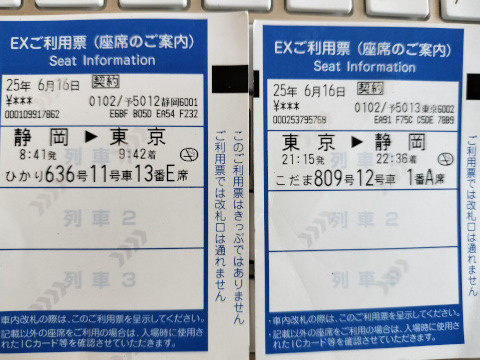 EXご利用票(座席のご案内)
Seat Information
25年 6月16日 契約
¥*** 0102/予5012静岡6001
000109917862 E6BF B05D EA54 F232
静岡 ▶ 東京
8:41発 9:42着
ひかり636号11号車13番E席
列車2
列車3
・車内改札の際は、このご利用票を呈示してください。
・記載以外の座席をご利用の場合は、入場時に使用されたICカード等を確認させていただきます。
このご利用票はきっぷではありません
ご利用票では改札口は通れません
EXご利用票(座席のご案内)
Seat Information
25年 6月16日 契約
¥*** 0102/予5013東京6002
0000253795768 EA91 F75C C5DE 78B9
東京 ▶ 静岡
21:15発 22:36着
こだま809号12号車 1番A席
列車2
列車3
・車内改札の際は、このご利用票を呈示してください。
・記載以外の座席をご利用の場合は、入場時に使用されたICカード等を確認させていただきます。
ご利用票では改札口は通れません